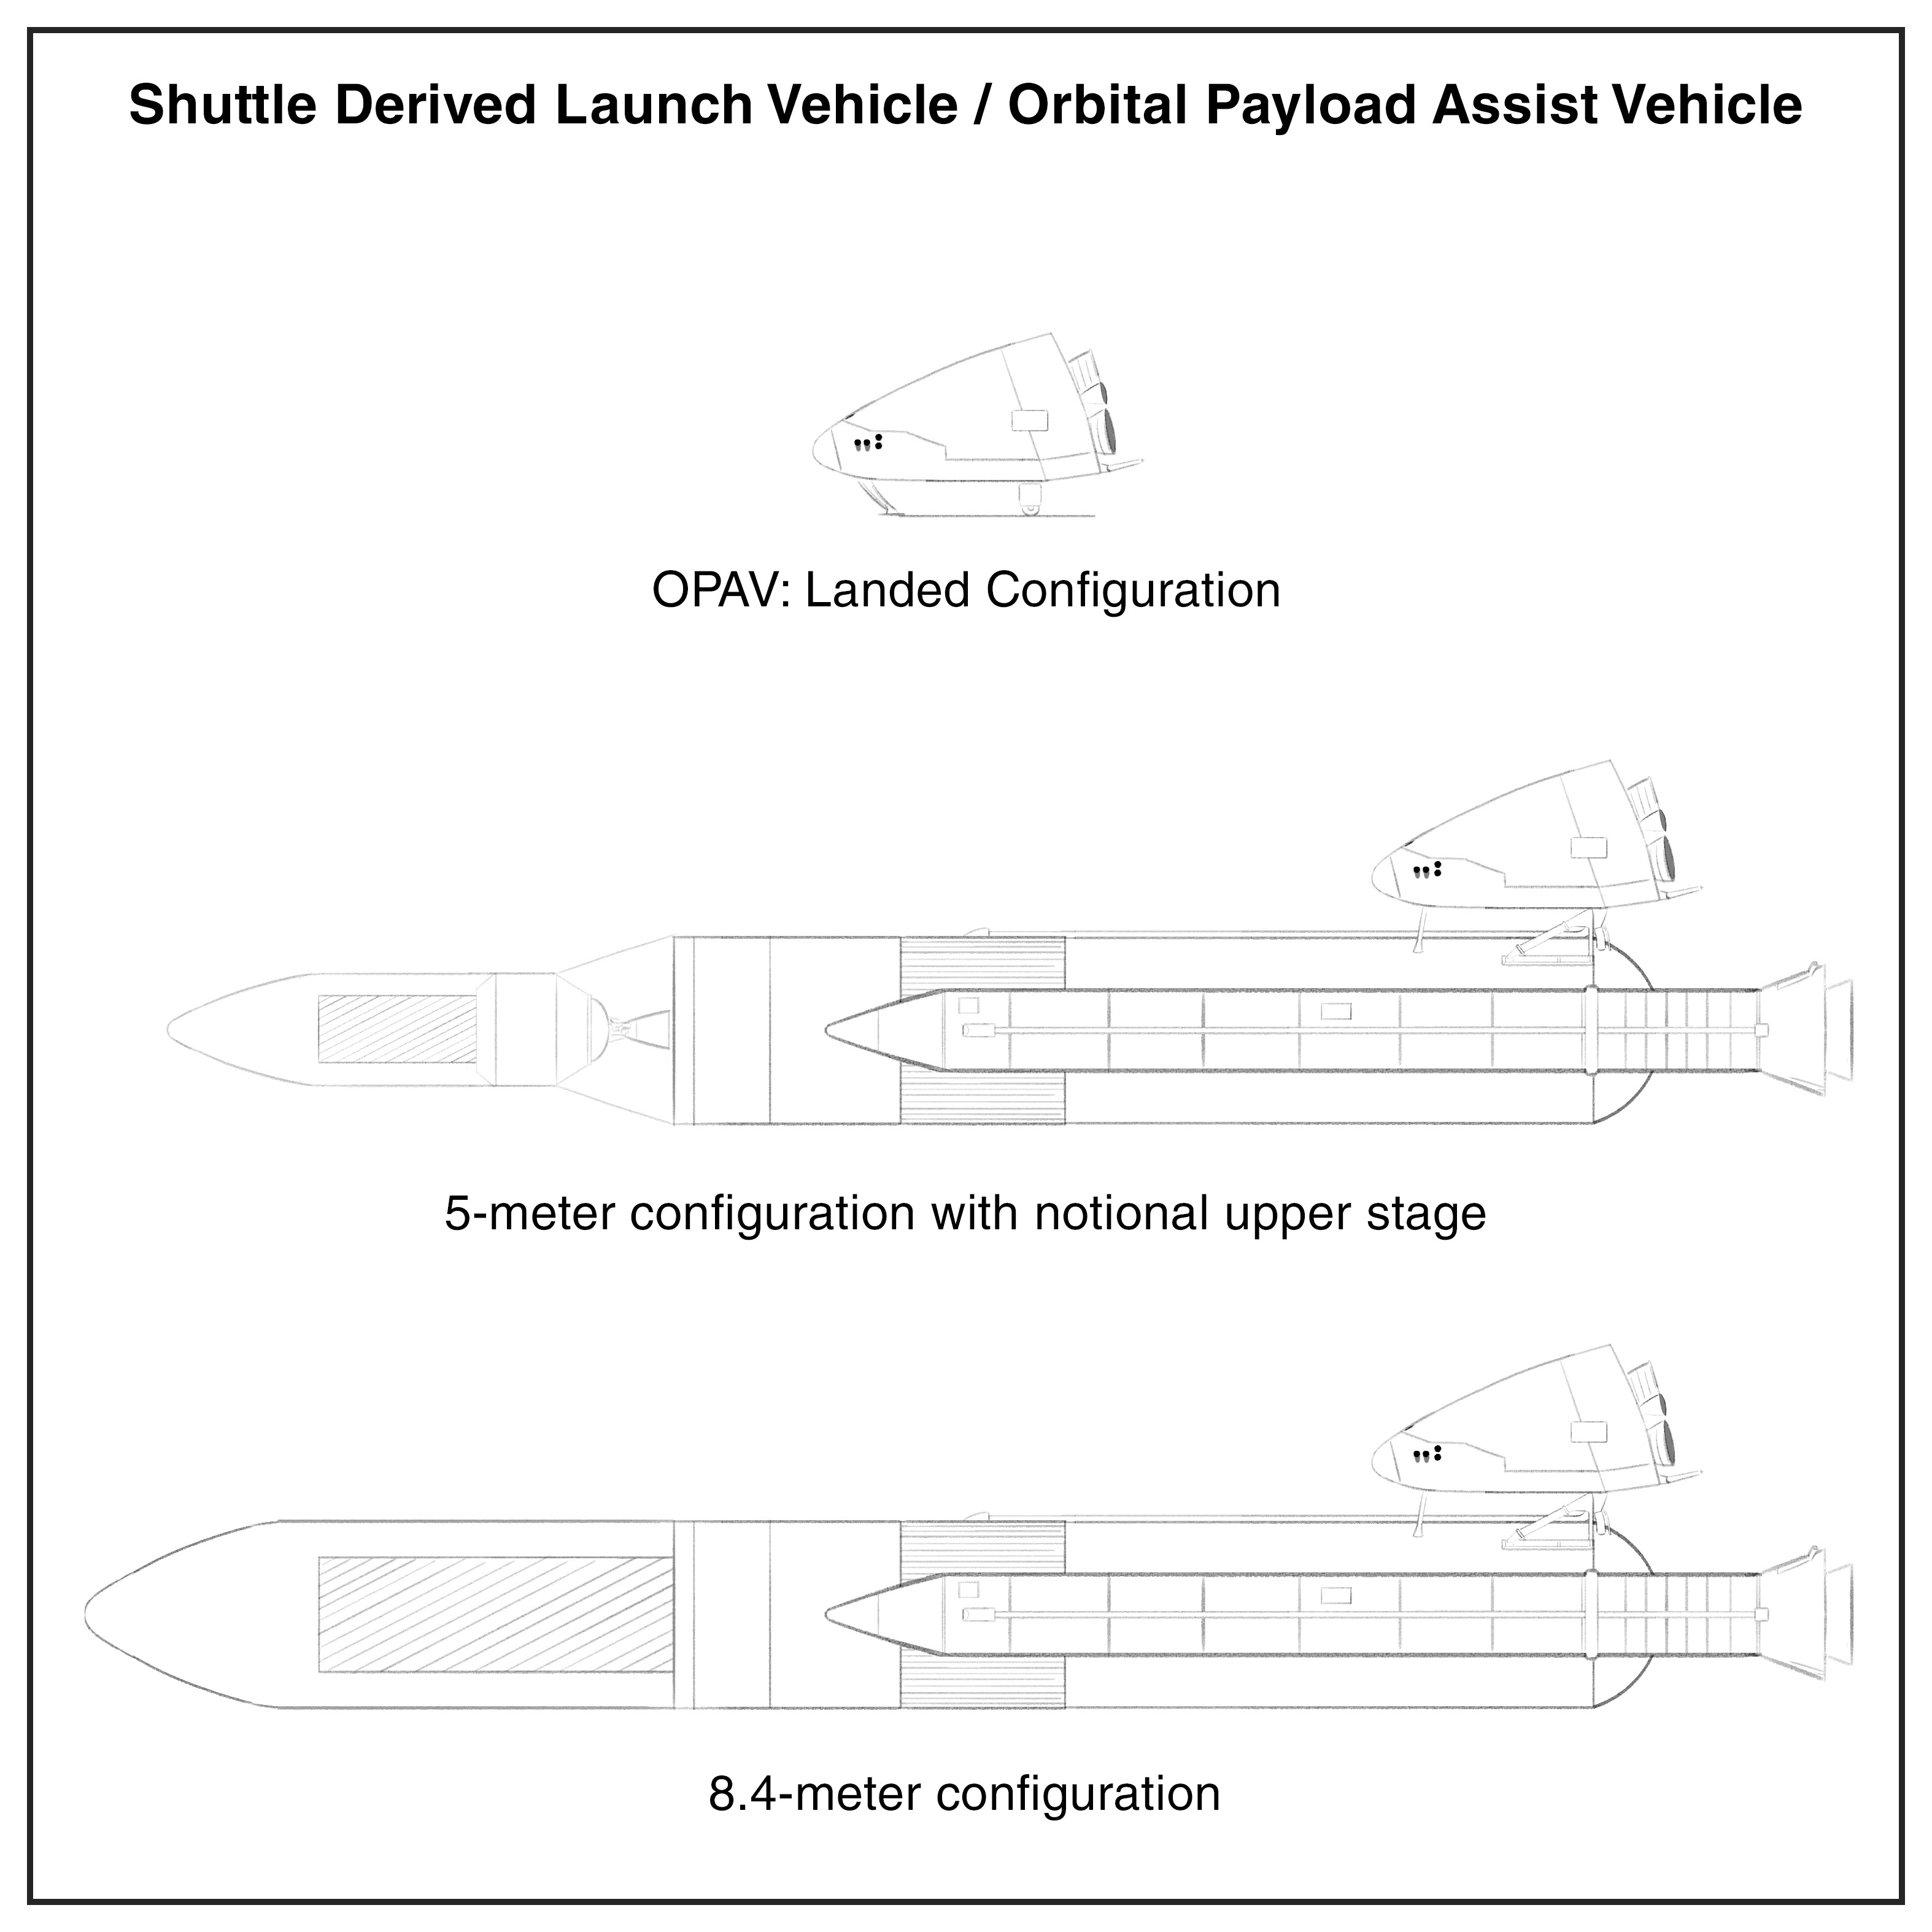 Shuttle Derived Launch Vehicle / Orbital Payload Assist Vehicle
OPAV: Landed Configuration
5-meter configuration with notional upper stage
8.4-meter configuration